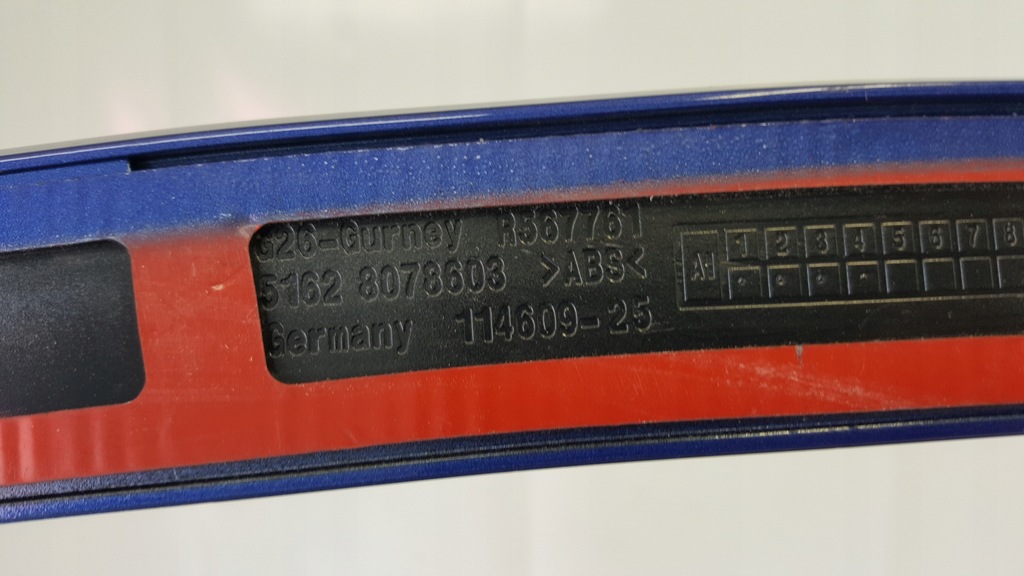 G26-Gurney R567761
5162 8078603 >ABS<
Germany 114609-25
1 2 3 4 5 6 7 8